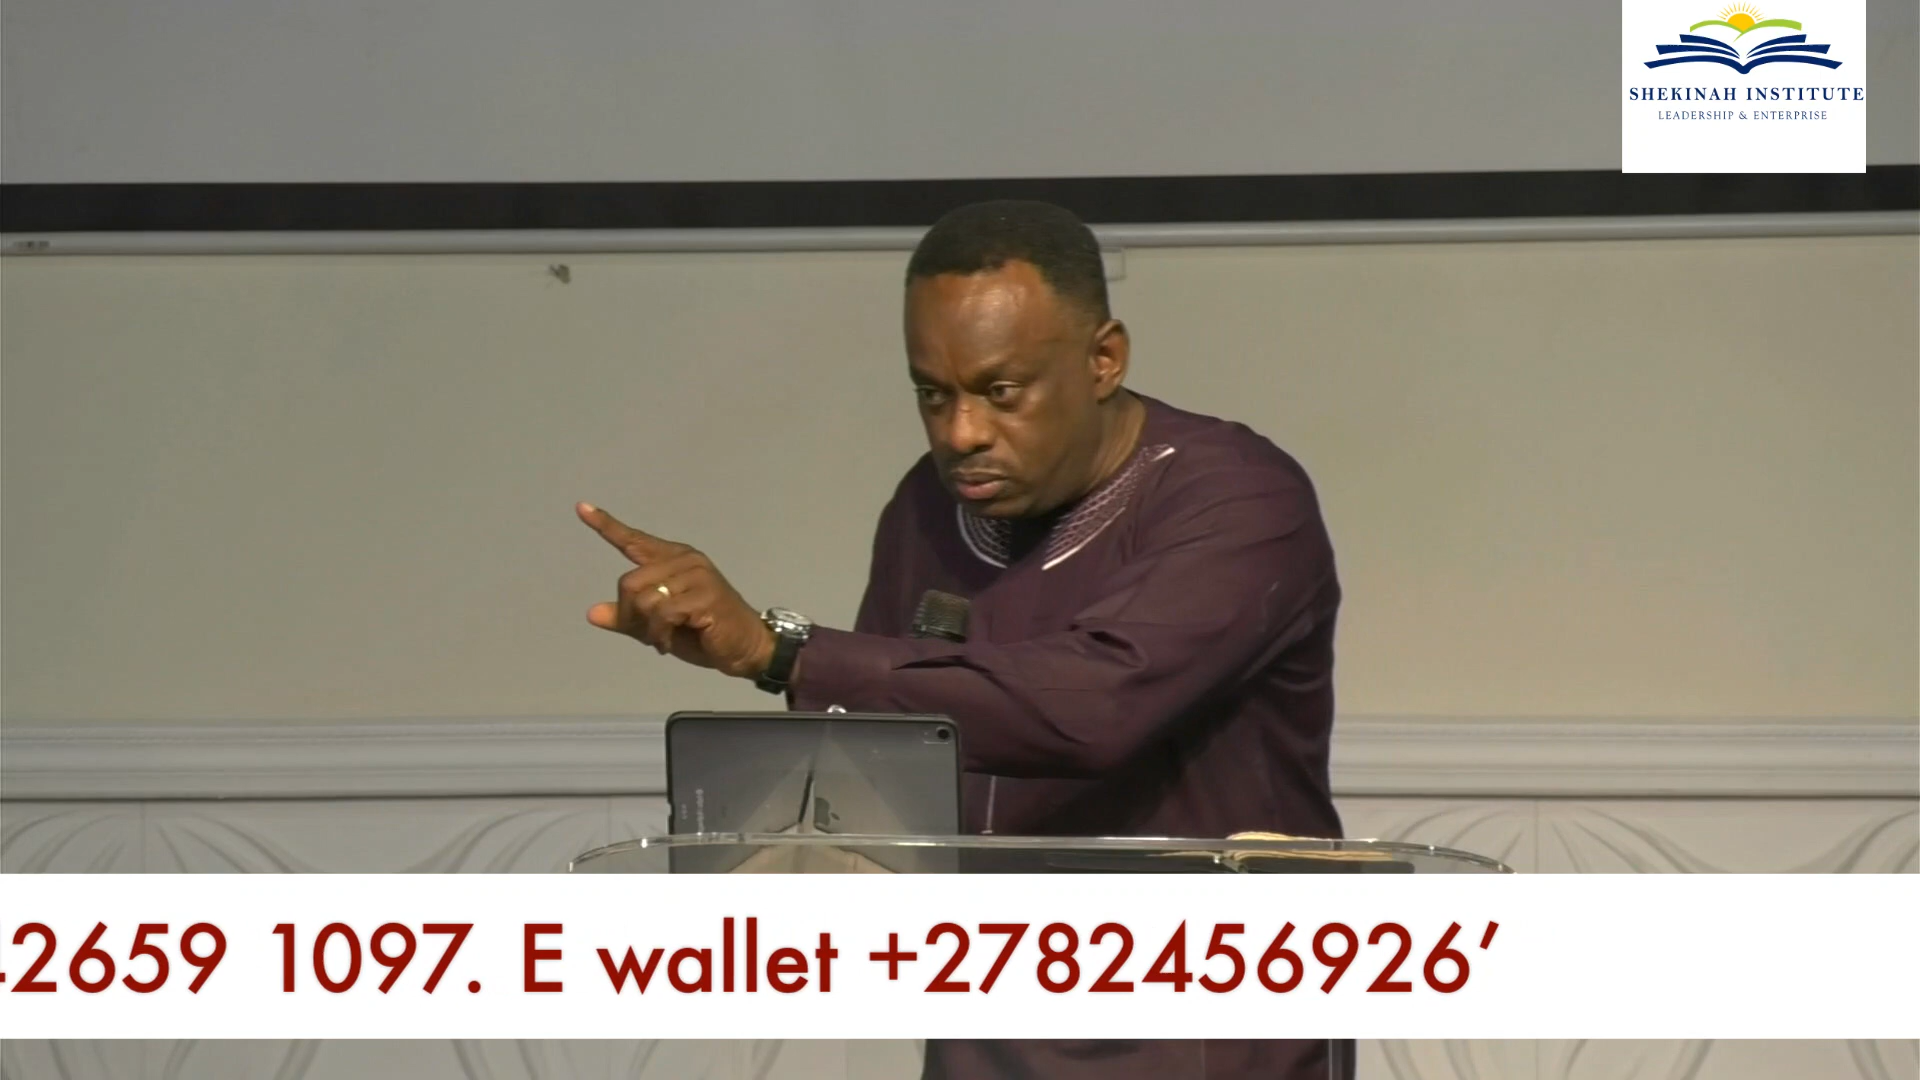 SHEKINAH INSTITUTE
LEADERSHIP & ENTERPRISE
2659 1097. E wallet +2782456926’